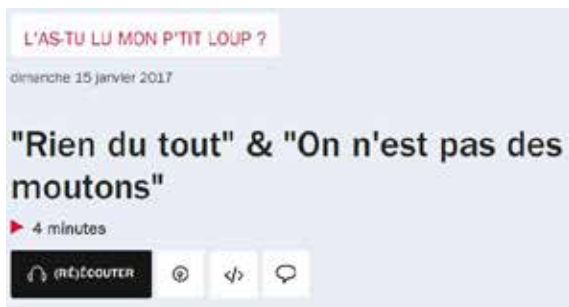 L'AS-TU LU MON P'TIT LOUP ?
dimanche 15 janvier 2017
"Rien du tout" & "On n'est pas des
moutons"
4 minutes
(RÉ)ÉCOUTER